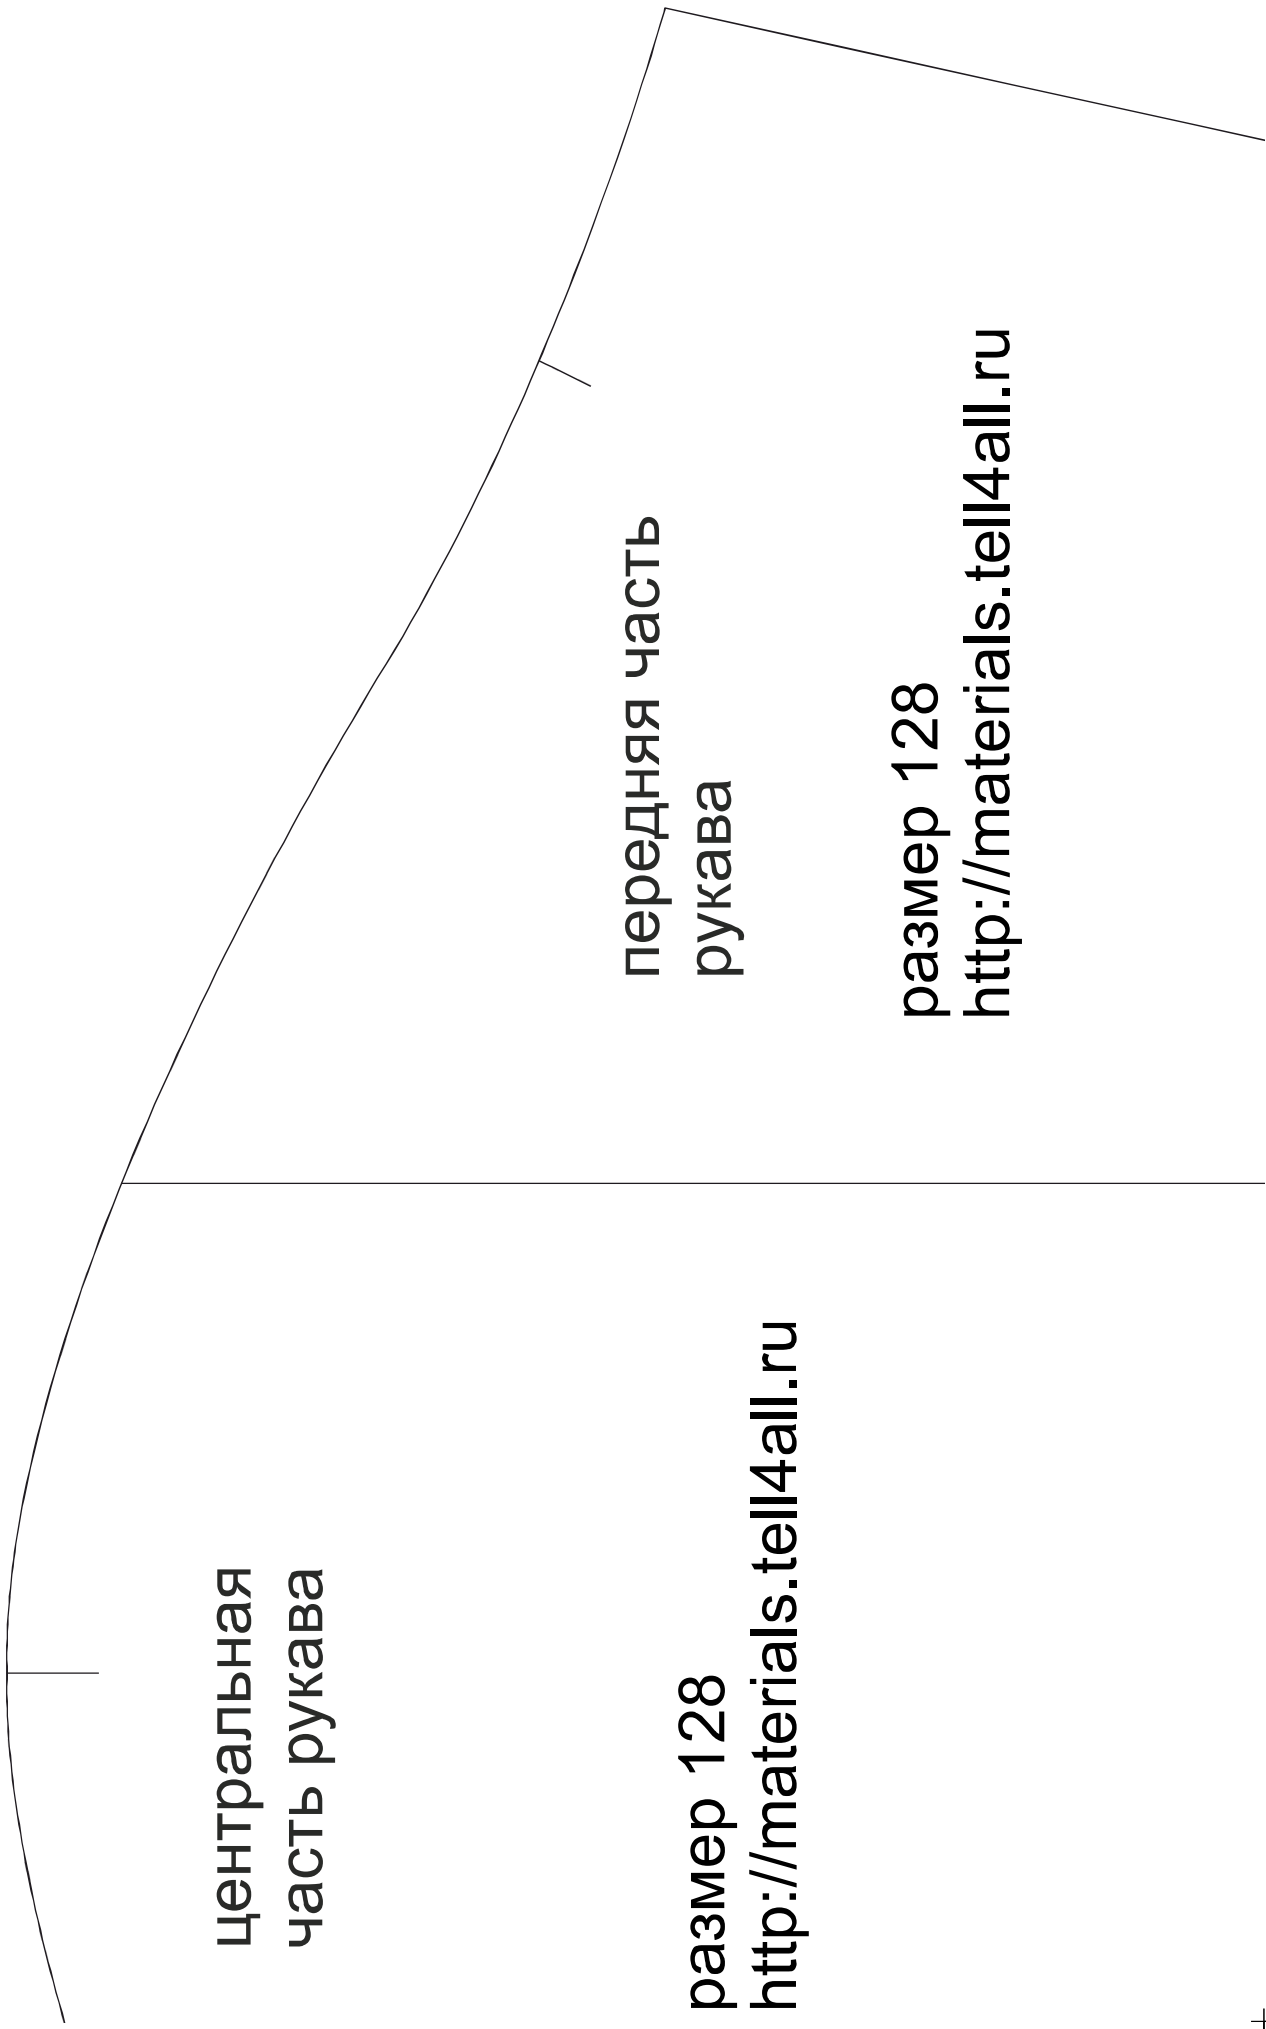 передняя часть
рукава
размер 128
http://materials.tell4all.ru
центральная
часть рукава
размер 128
http://materials.tell4all.ru